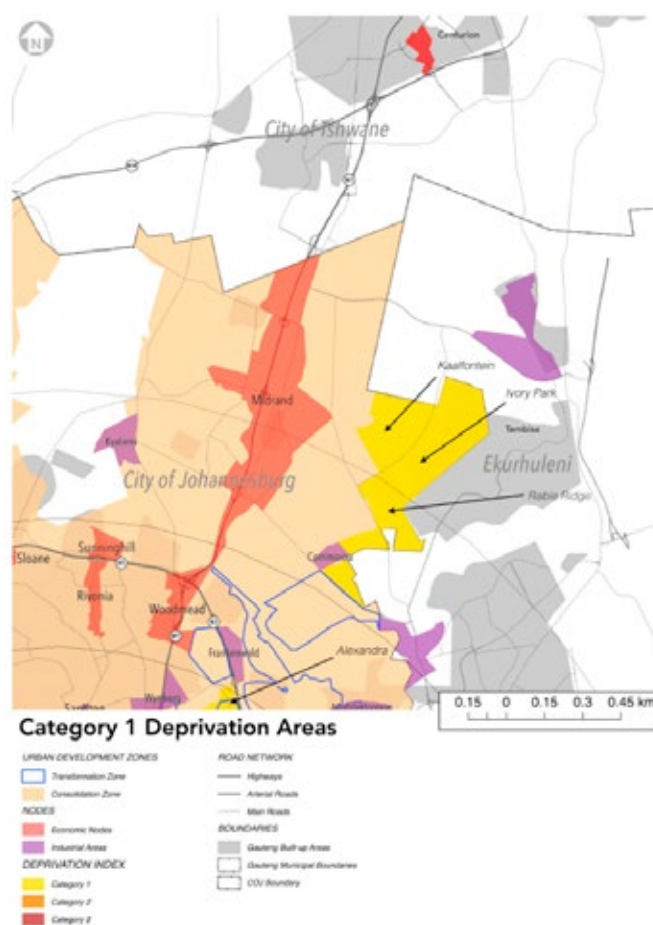 N
Centurion
City of Tshwane
Kaalfontein
Ivory Park
Midrand
Tembisa
Ekurhuleni
City of Johannesburg
Rabie Ridge
Sunninghill
Sloane
Rivonia
Commercia
Woodmead
Frankenwald
Alexandra
Wynberg
0.15 0 0.15 0.3 0.45 km
Category 1 Deprivation Areas
URBAN DEVELOPMENT ZONES
Transformation Zone
Consolidation Zone
NODES
Economic Nodes
Industrial Areas
DEPRIVATION INDEX
Category 1
Category 2
Category 3
ROAD NETWORK
Highways
Arterial Roads
Main Roads
BOUNDARIES
Gauteng Built-up Areas
Gauteng Municipal Boundaries
COJ Boundary